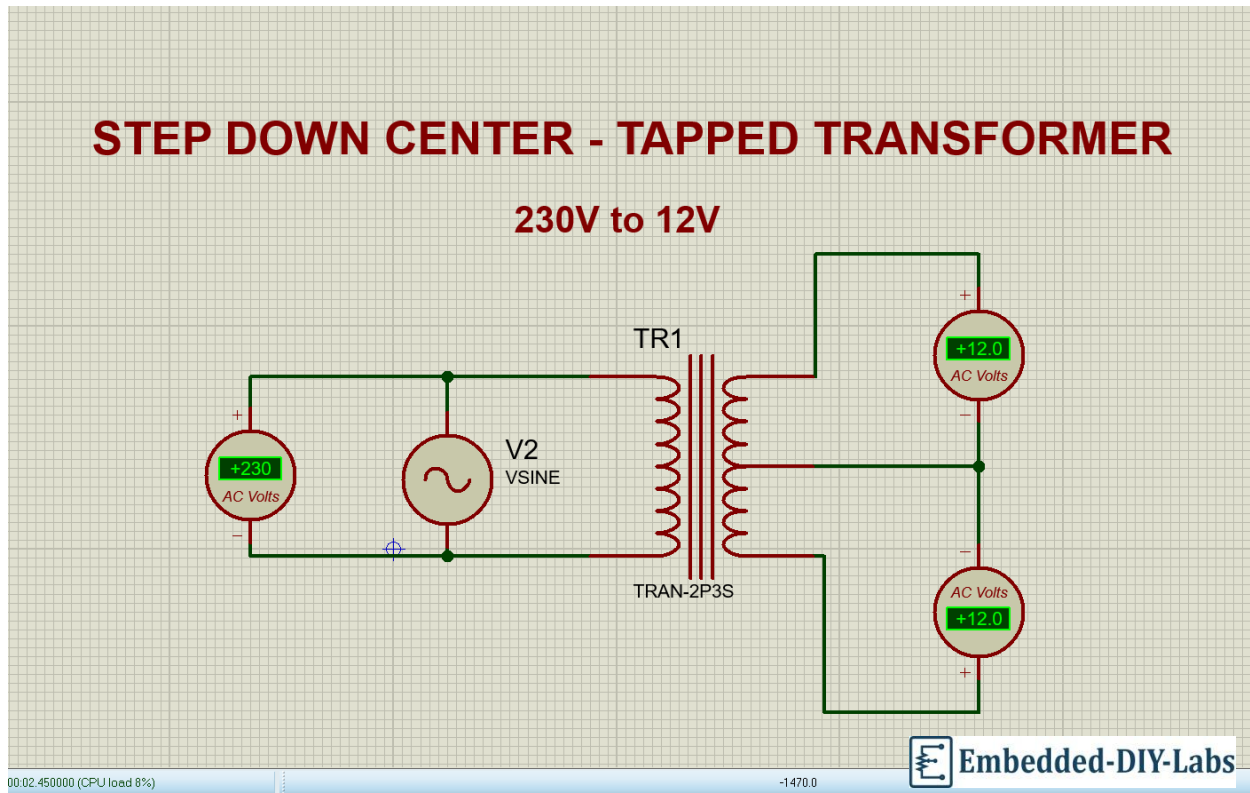 STEP DOWN CENTER - TAPPED TRANSFORMER
230V to 12V
TR1
+
+12.0
AC Volts
−
+
+230
AC Volts
−
V2
VSINE
TRAN-2P3S
−
AC Volts
+12.0
+
Embedded-DIY-Labs
00:02.450000 (CPU load 8%)
-1470.0